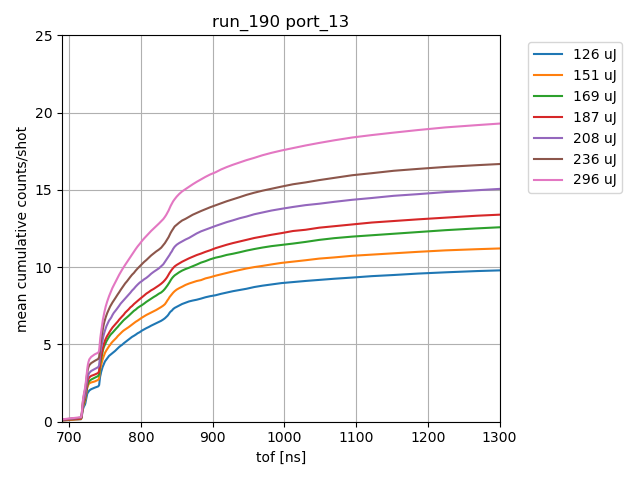 run_190 port_13
mean cumulative counts/shot
25
20
15
10
5
0
700
800
900
1000
1100
1200
1300
tof [ns]
126 uJ
151 uJ
169 uJ
187 uJ
208 uJ
236 uJ
296 uJ